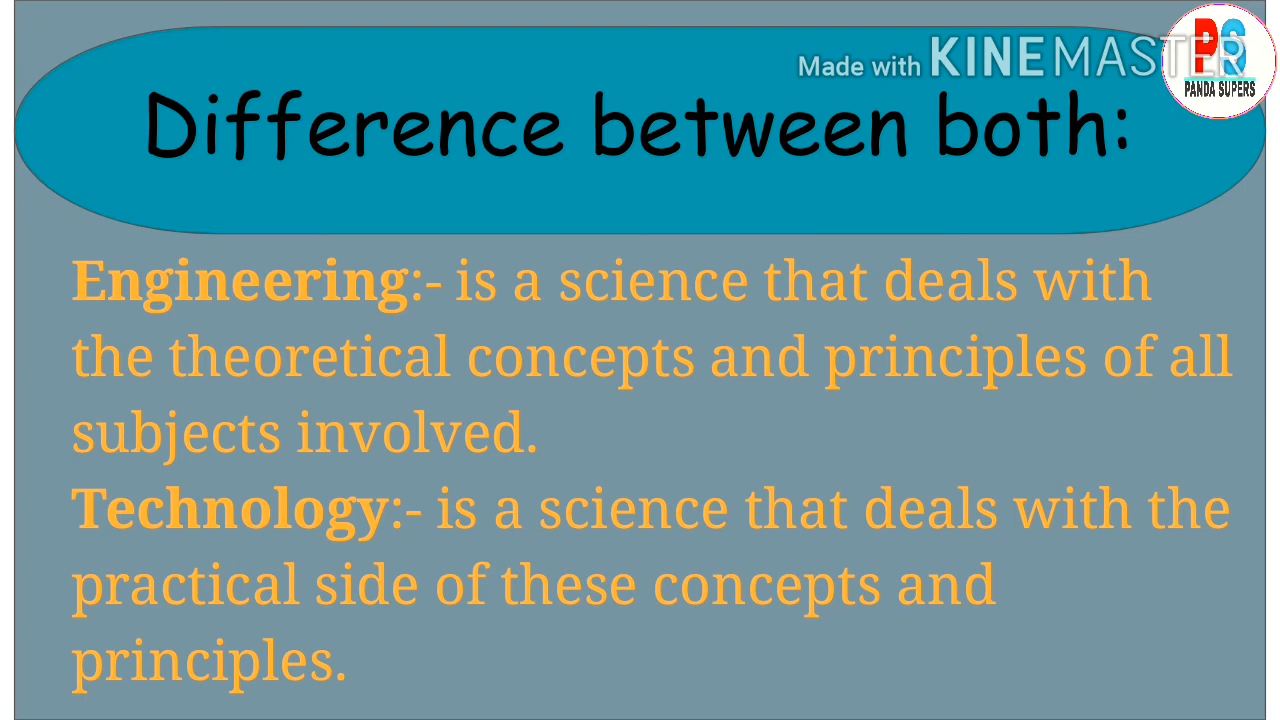 Made with KINEMASTER
PS
PANDA SUPERS
Difference between both:
Engineering:- is a science that deals with
the theoretical concepts and principles of all
subjects involved.
Technology:- is a science that deals with the
practical side of these concepts and
principles.